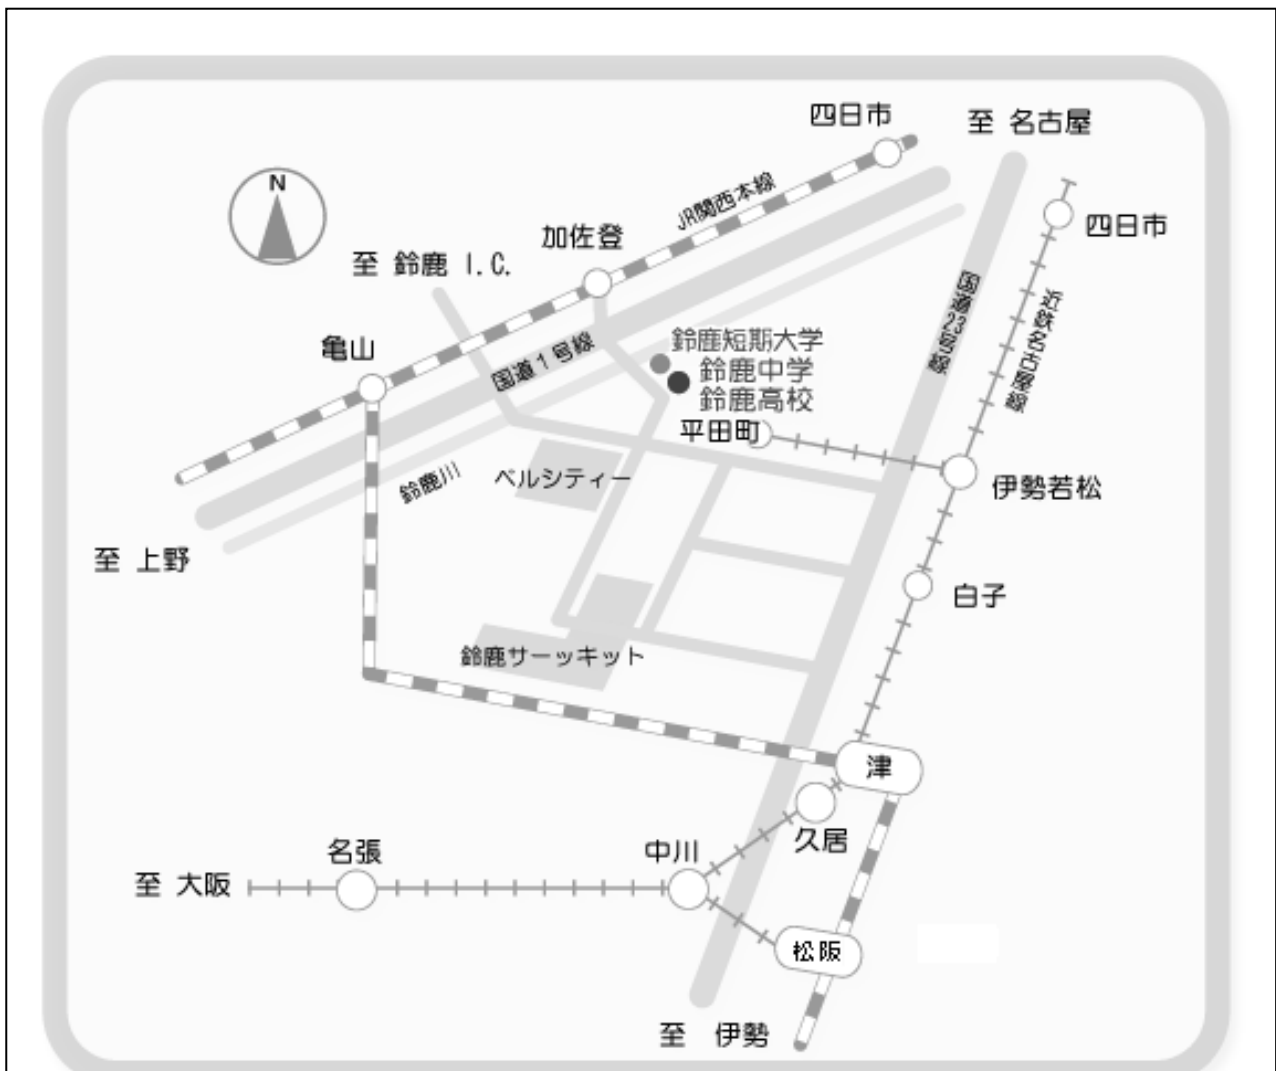 四日市
至 名古屋
N
JR関西本線
四日市
加佐登
至 鈴鹿 I.C.
国道23号線
近鉄名古屋線
亀山
国道1号線
鈴鹿短期大学
鈴鹿中学
鈴鹿高校
平田町
鈴鹿川
ベルシティー
伊勢若松
至 上野
白子
鈴鹿サーッキット
津
久居
名張
中川
至 大阪
松阪
至 伊勢